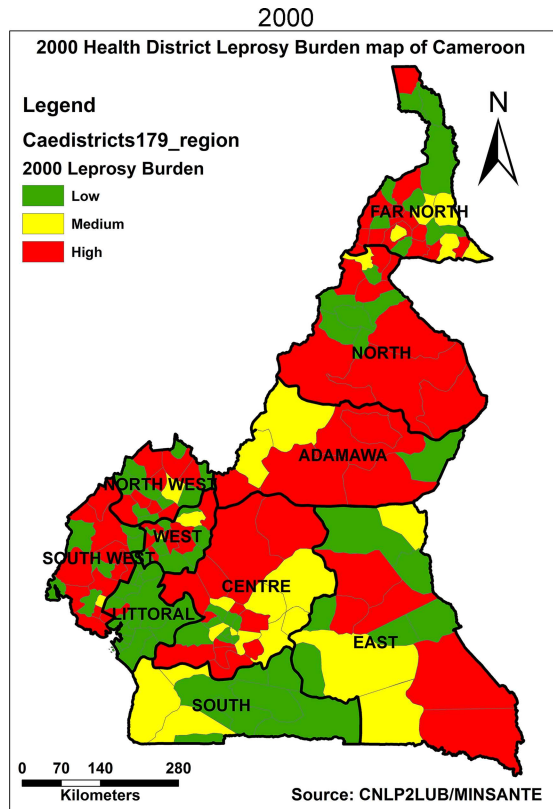 2000
2000 Health District Leprosy Burden map of Cameroon
Legend
Caedistricts179_region
2000 Leprosy Burden
Low
Medium
High
N
FAR NORTH
NORTH
ADAMAWA
NORTH WEST
WEST
SOUTH WEST
CENTRE
LITTORAL
EAST
SOUTH
0 70 140 280
Kilometers
Source: CNLP2LUB/MINSANTE